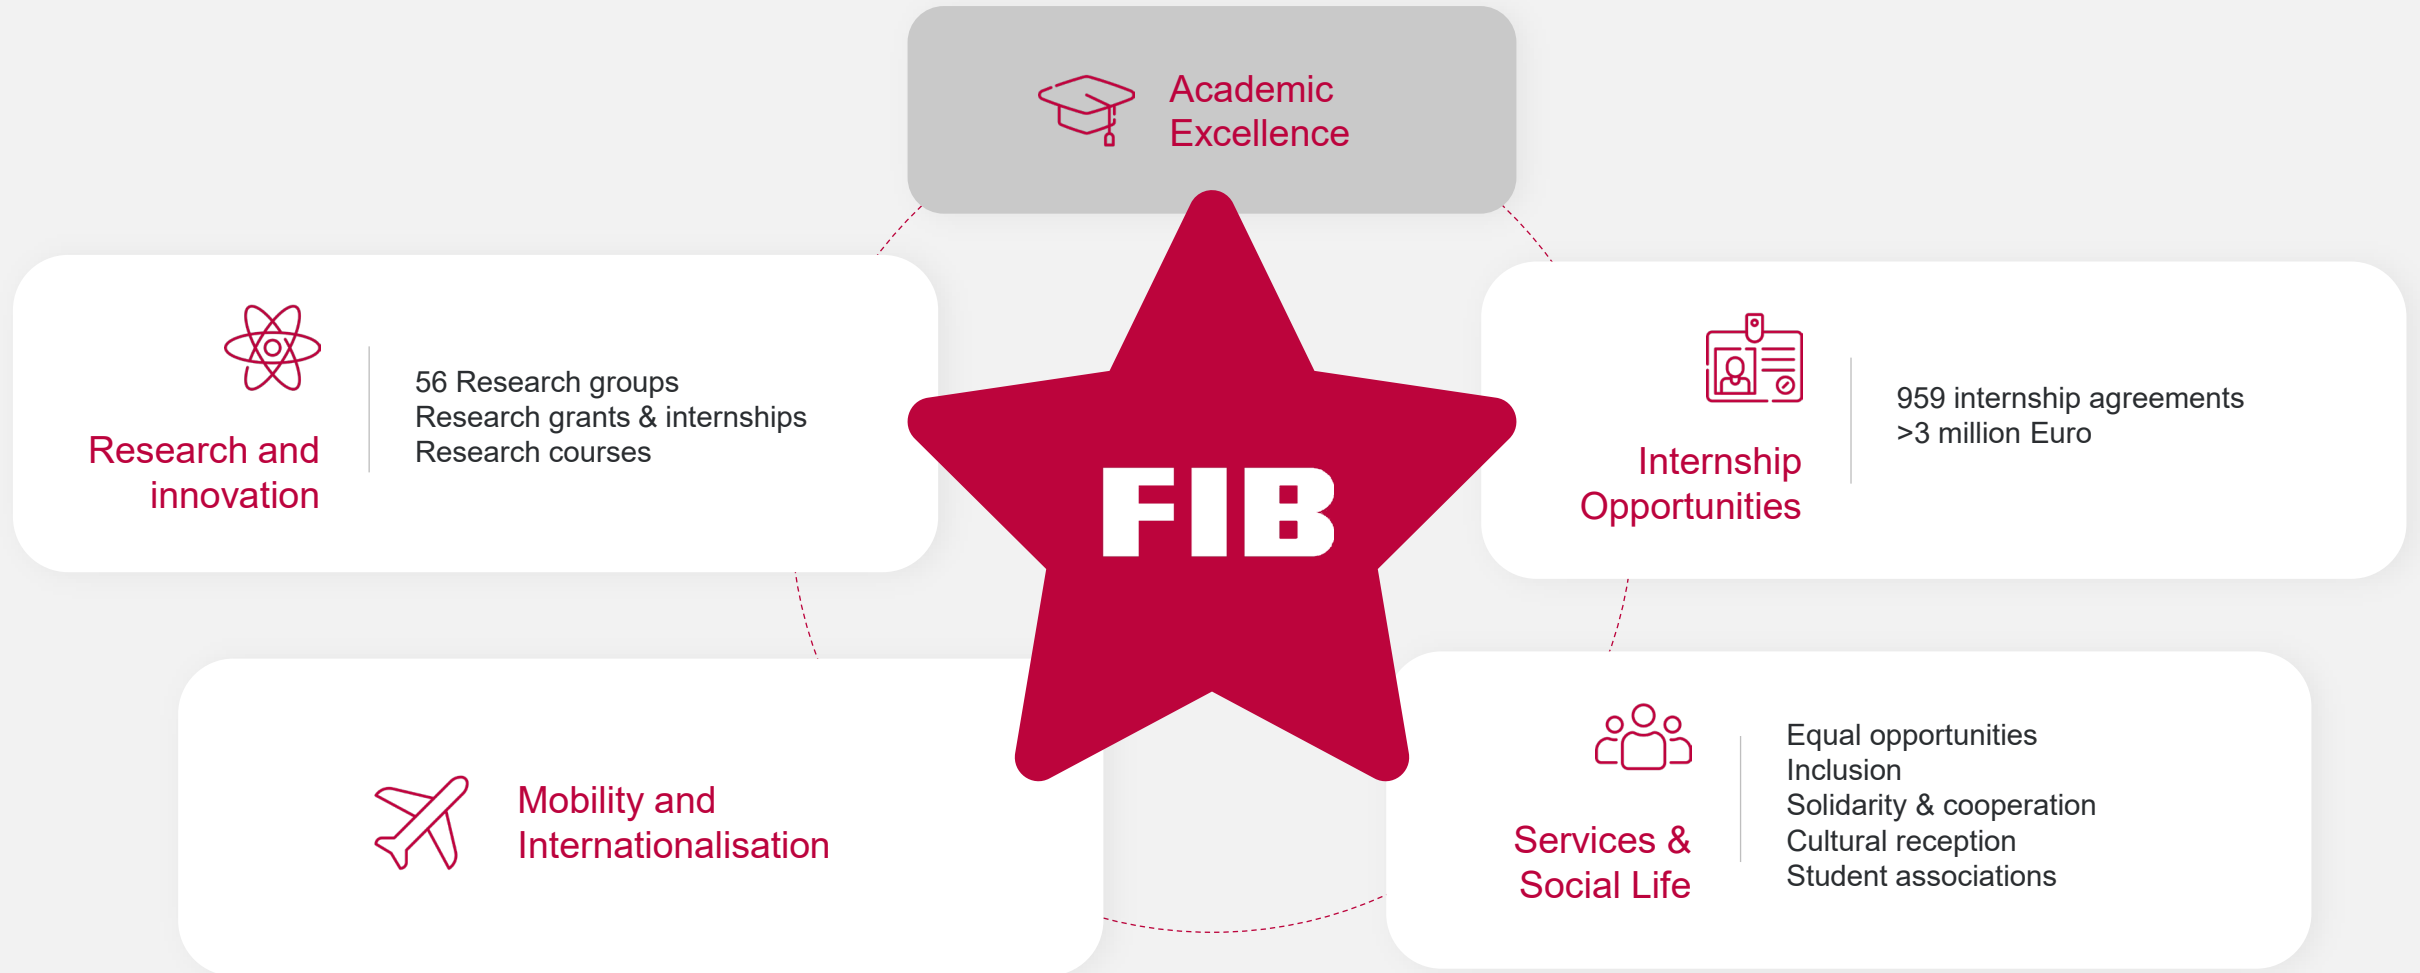 Academic
Excellence
Research and
innovation
56 Research groups
Research grants & internships
Research courses
FIB
Internship
Opportunities
959 internship agreements
>3 million Euro
Mobility and
Internationalisation
Services &
Social Life
Equal opportunities
Inclusion
Solidarity & cooperation
Cultural reception
Student associations